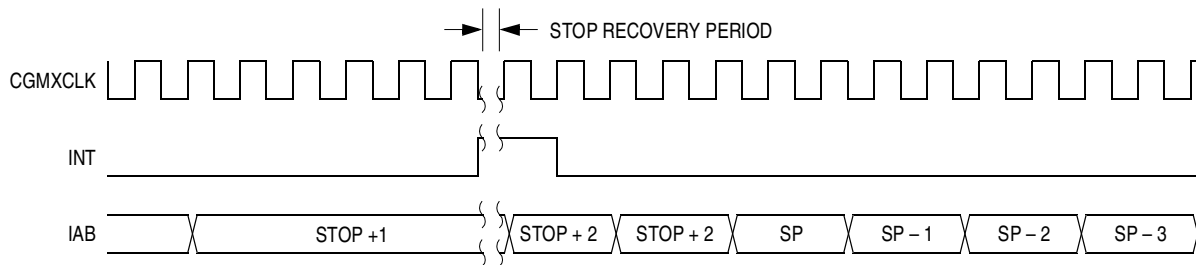 STOP RECOVERY PERIOD
CGMXCLK
INT
IAB
STOP +1
STOP + 2
STOP + 2
SP
SP – 1
SP – 2
SP – 3